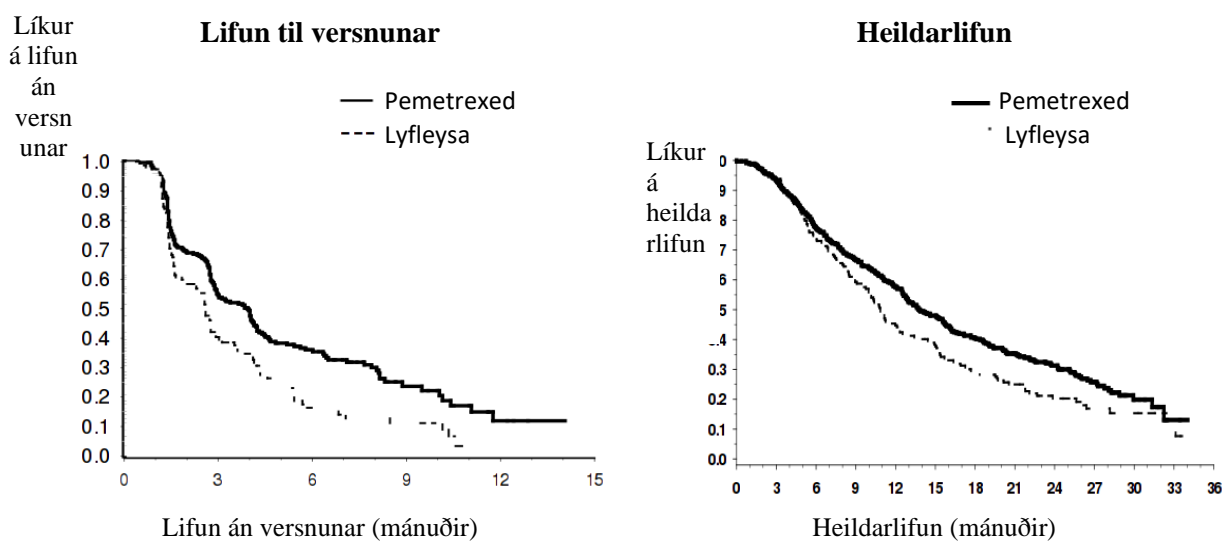 Líkur
á lifun
án
versn
unar
Lifun til versnunar
Pemetrexed
Lyfleysa
1.0
0.9
0.8
0.7
0.6
0.5
0.4
0.3
0.2
0.1
0.0
0 3 6 9 12 15
Lifun án versnunar (mánuðir)
Heildarlifun
Pemetrexed
Lyfleysa
Líkur
á
heilda
rlifun
0
9
8
7
6
5
.4
0.3
0.2
0.1
0.0
0 3 6 9 12 15 18 21 24 27 30 33 36
Heildarlifun (mánuðir)